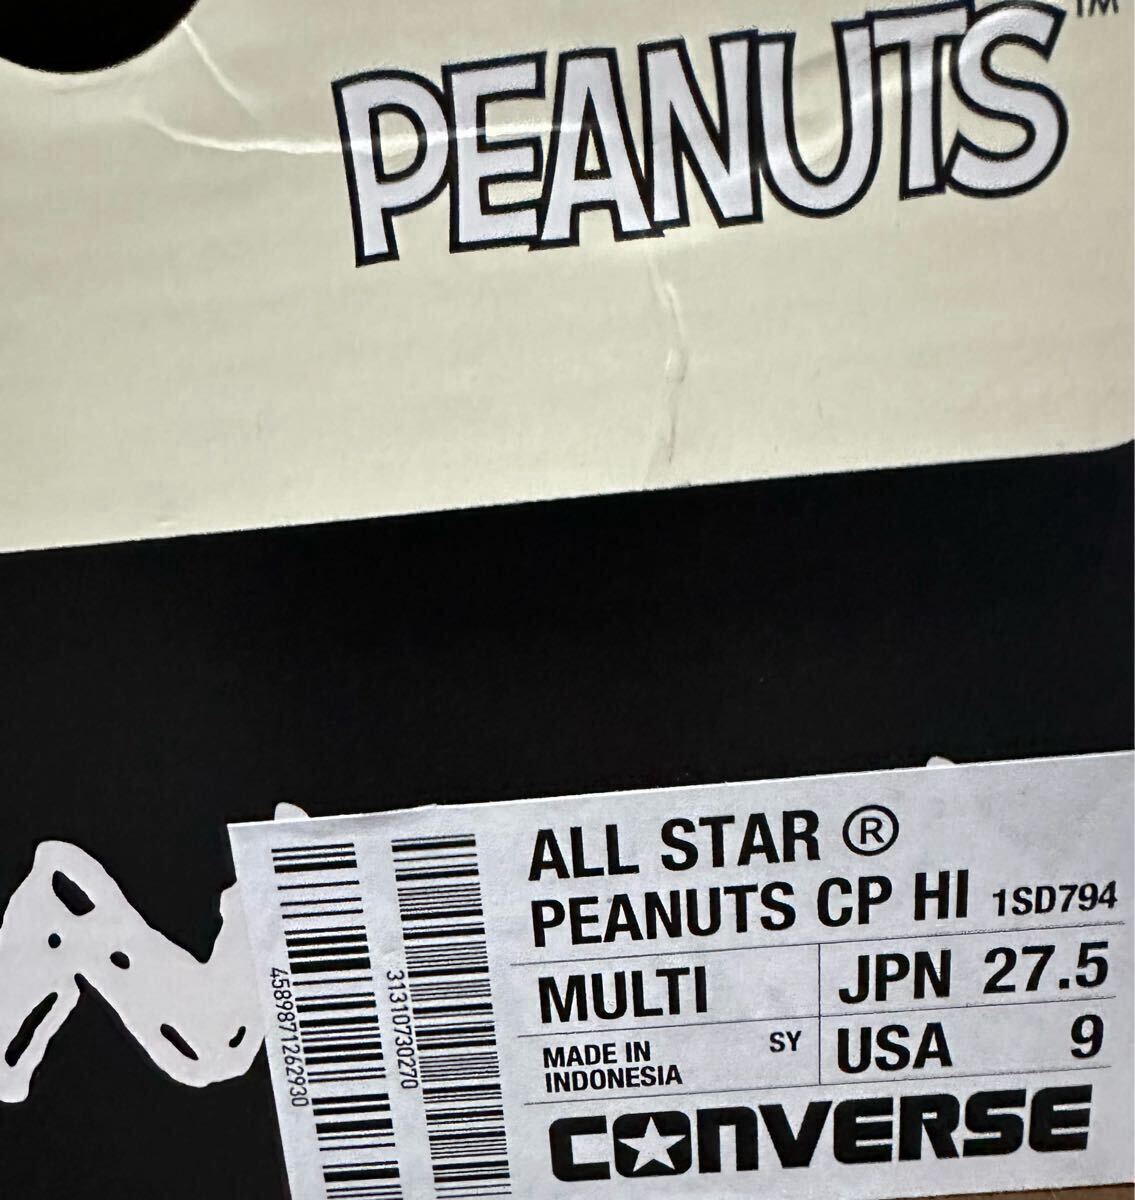 PEANUTS™
ALL STAR ®
PEANUTS CP HI 1SD794
MULTI
JPN 27.5
MADE IN INDONESIA
SY
USA 9
CONVERSE
4589871262930
31310730270